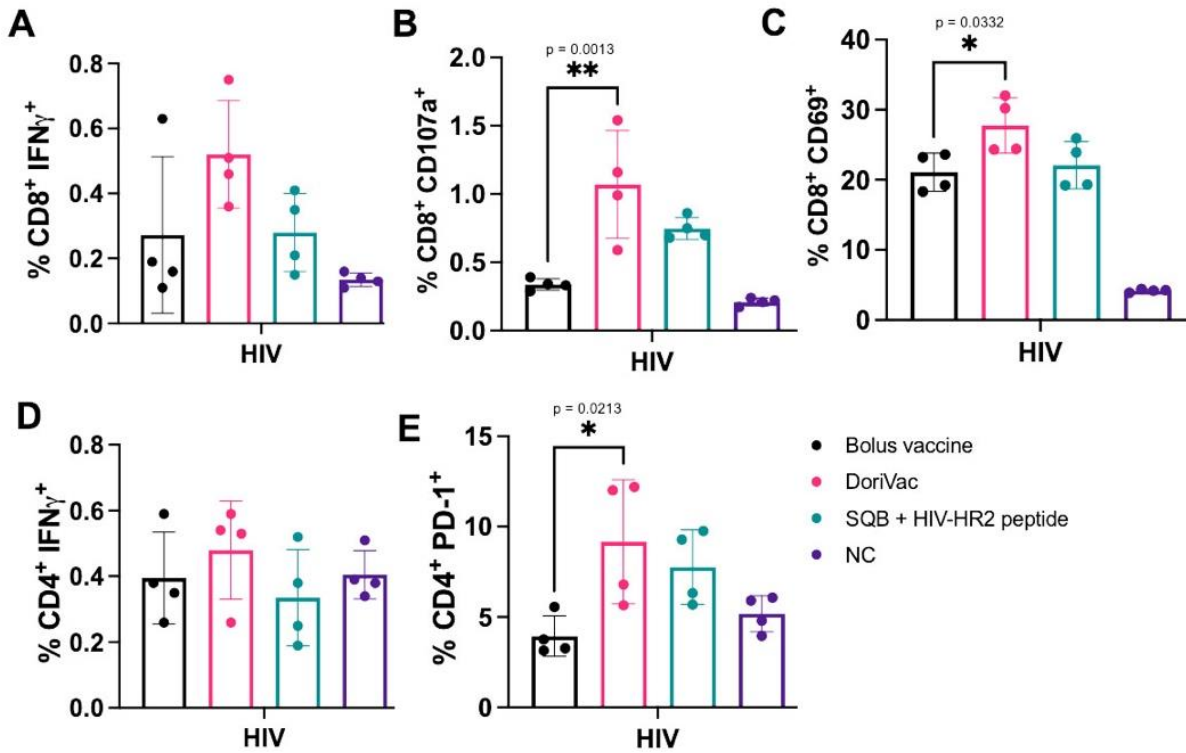 A
% CD8⁺ IFNγ⁺
0.8
0.6
0.4
0.2
0.0
HIV
B
p = 0.0013
**
% CD8⁺ CD107a⁺
2.0
1.5
1.0
0.5
0.0
HIV
C
p = 0.0332
*
% CD8⁺ CD69⁺
40
30
20
10
0
HIV
D
% CD4⁺ IFNγ⁺
0.8
0.6
0.4
0.2
0.0
HIV
E
p = 0.0213
*
% CD4⁺ PD-1⁺
15
10
5
0
HIV
Bolus vaccine
DoriVac
SQB + HIV-HR2 peptide
NC